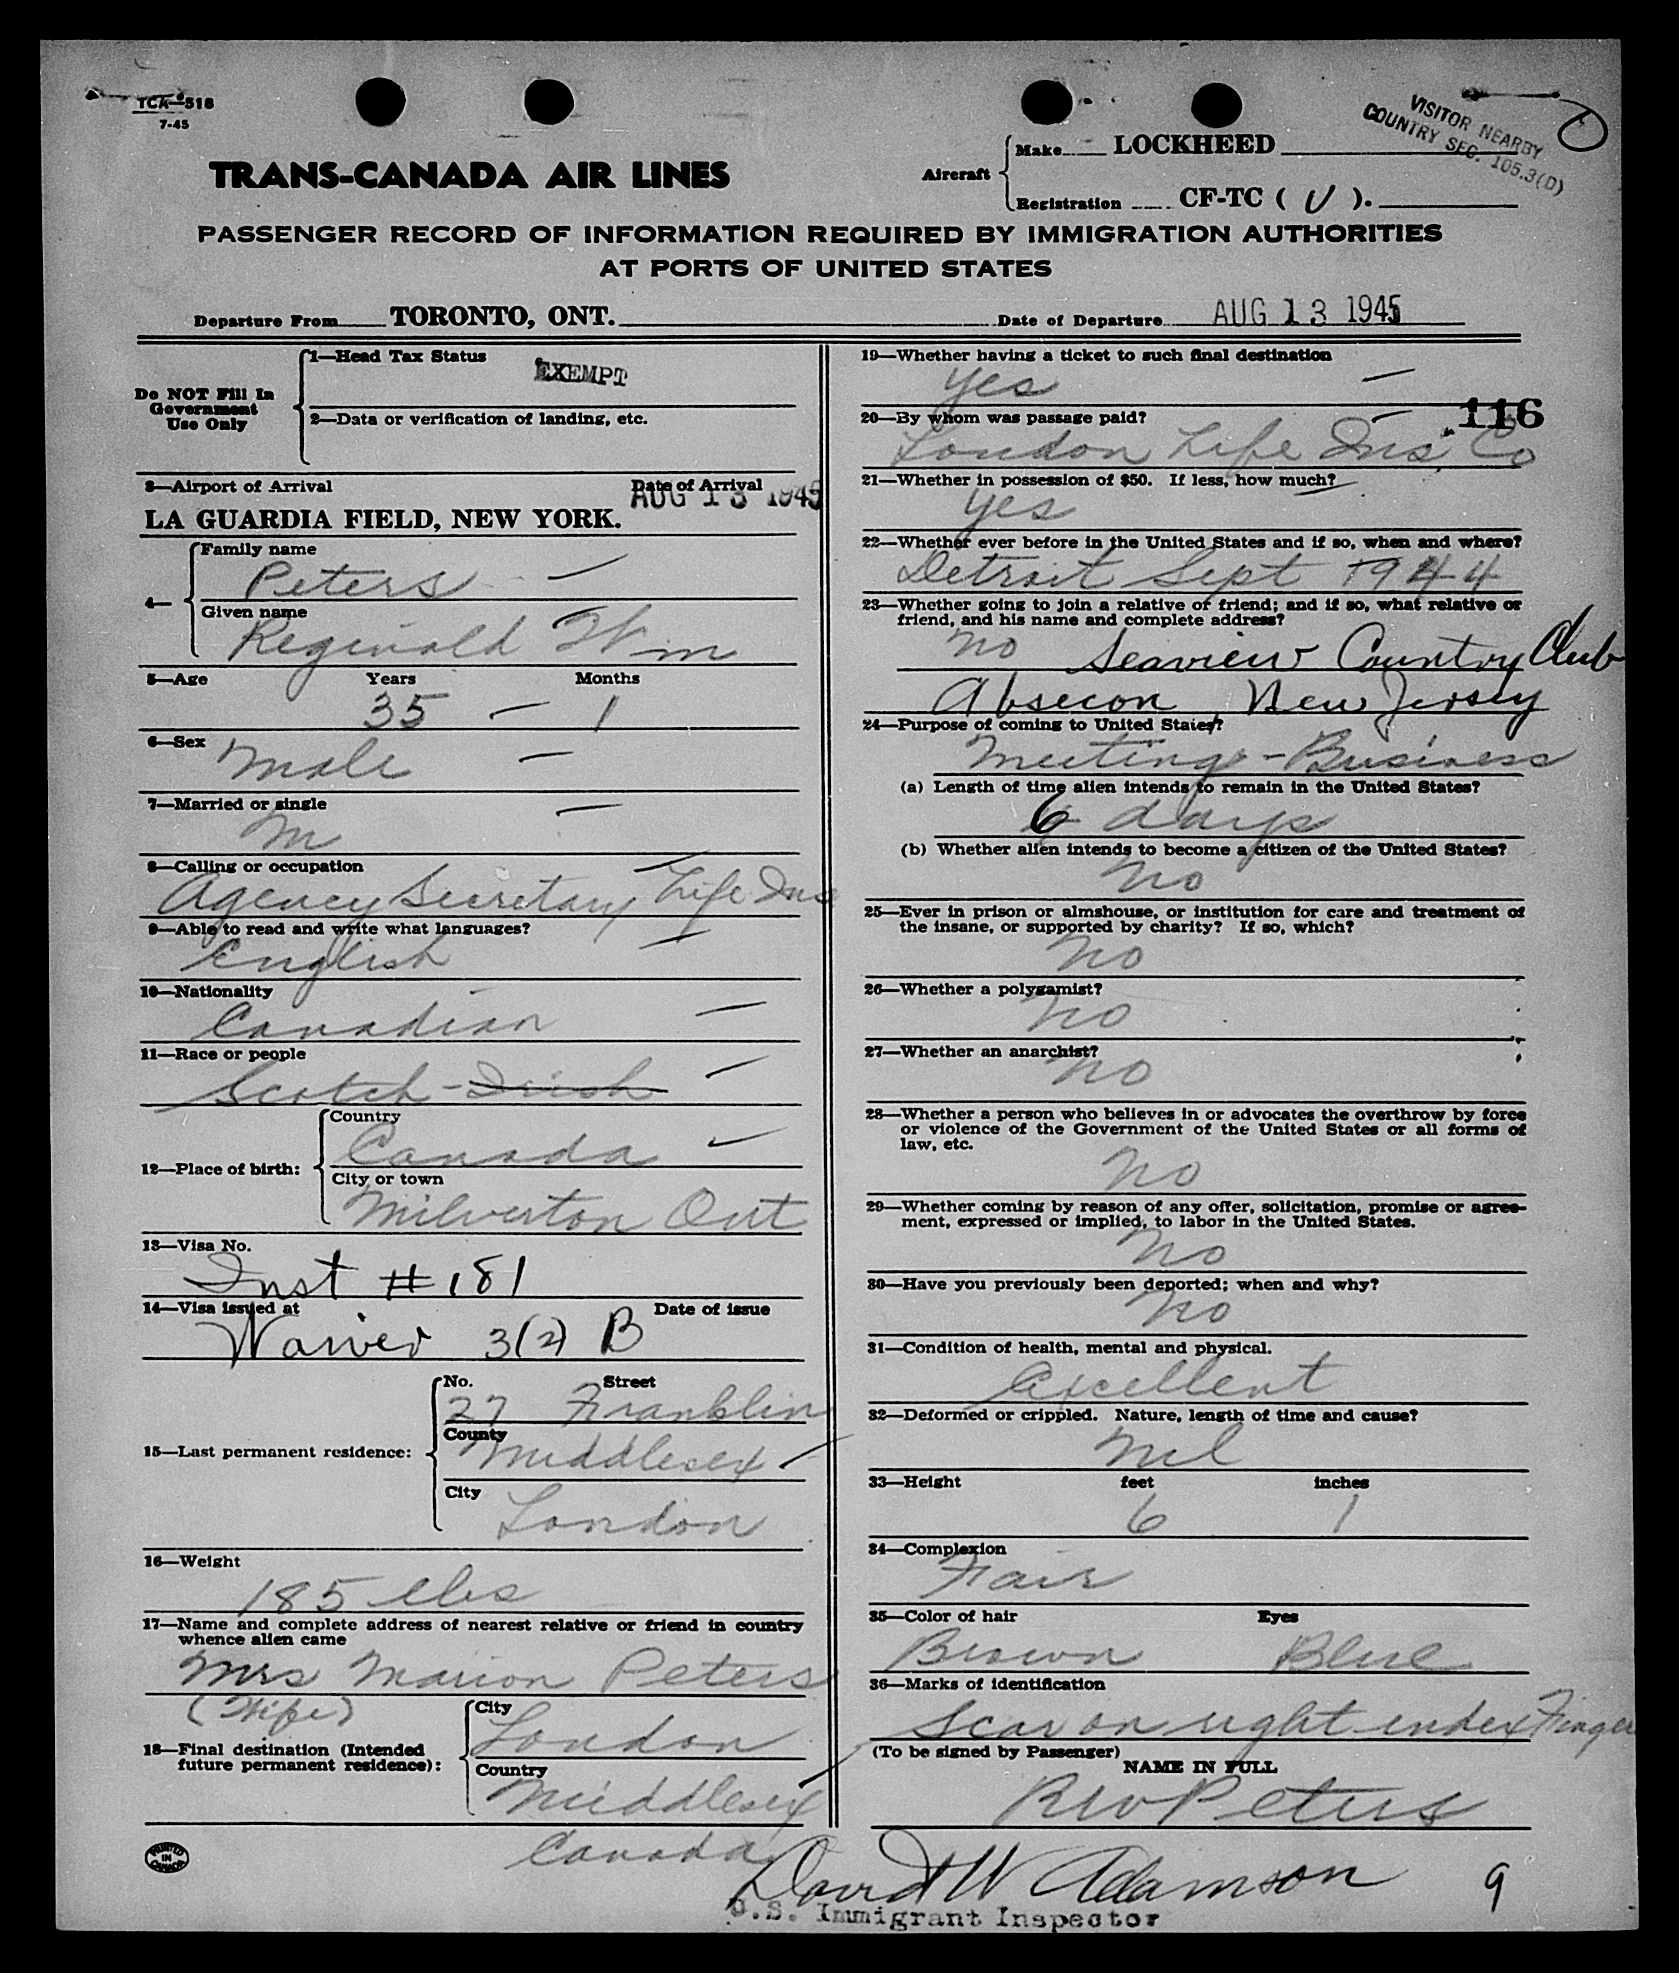 TCA-518
7-45
VISITOR NEARBY
COUNTRY SEC. 105.3(D)
TRANS-CANADA AIR LINES
Aircraft
Make LOCKHEED
Registration CF-TC ( U ).
PASSENGER RECORD OF INFORMATION REQUIRED BY IMMIGRATION AUTHORITIES
AT PORTS OF UNITED STATES
Departure From TORONTO, ONT.
Date of Departure AUG 13 1945
Do NOT Fill In
Government
Use Only
1—Head Tax Status
EXEMPT
2—Data or verification of landing, etc.
3—Airport of Arrival
Date of Arrival
AUG 13 1945
LA GUARDIA FIELD, NEW YORK.
4—
Family name
Peters
Given name
Reginald Wm
5—Age Years Months
35 — 1
6—Sex
Male
7—Married or single
M
8—Calling or occupation
Agency Secretary Life Ins
9—Able to read and write what languages?
English
10—Nationality
Canadian
11—Race or people
Scotch-Irish
12—Place of birth:
Country
Canada
City or town
Milverton Ont
13—Visa No.
Inst #181
14—Visa issued at Date of issue
Waiver 3(2) B
15—Last permanent residence:
No. Street
27 Franklin
County
Middlesex
City
London
16—Weight
185 lbs
17—Name and complete address of nearest relative or friend in country
whence alien came
Mrs Marion Peters
(Wife)
18—Final destination (Intended
future permanent residence):
City
London
Country
Middlesex
Canada
PRINTED
IN
CANADA
19—Whether having a ticket to such final destination
Yes
116
20—By whom was passage paid?
London Life Ins. Co
21—Whether in possession of $50. If less, how much?
Yes
22—Whether ever before in the United States and if so, when and where?
Detroit Sept 1944
23—Whether going to join a relative or friend; and if so, what relative or
friend, and his name and complete address?
No Seaview Country Club
Absecon New Jersey
24—Purpose of coming to United States?
Meeting - Business
(a) Length of time alien intends to remain in the United States?
6 days
(b) Whether alien intends to become a citizen of the United States?
No
25—Ever in prison or almshouse, or institution for care and treatment of
the insane, or supported by charity? If so, which?
No
26—Whether a polygamist?
No
27—Whether an anarchist?
No
28—Whether a person who believes in or advocates the overthrow by force
or violence of the Government of the United States or all forms of
law, etc.
No
29—Whether coming by reason of any offer, solicitation, promise or agree-
ment, expressed or implied, to labor in the United States.
No
30—Have you previously been deported; when and why?
No
31—Condition of health, mental and physical.
Excellent
32—Deformed or crippled. Nature, length of time and cause?
Nil
33—Height feet inches
6 1
34—Complexion
Fair
35—Color of hair Eyes
Brown Blue
36—Marks of identification
Scar on right index Finger
(To be signed by Passenger)
NAME IN FULL
RW Peters
David W Adamson
U.S. Immigrant Inspector
9